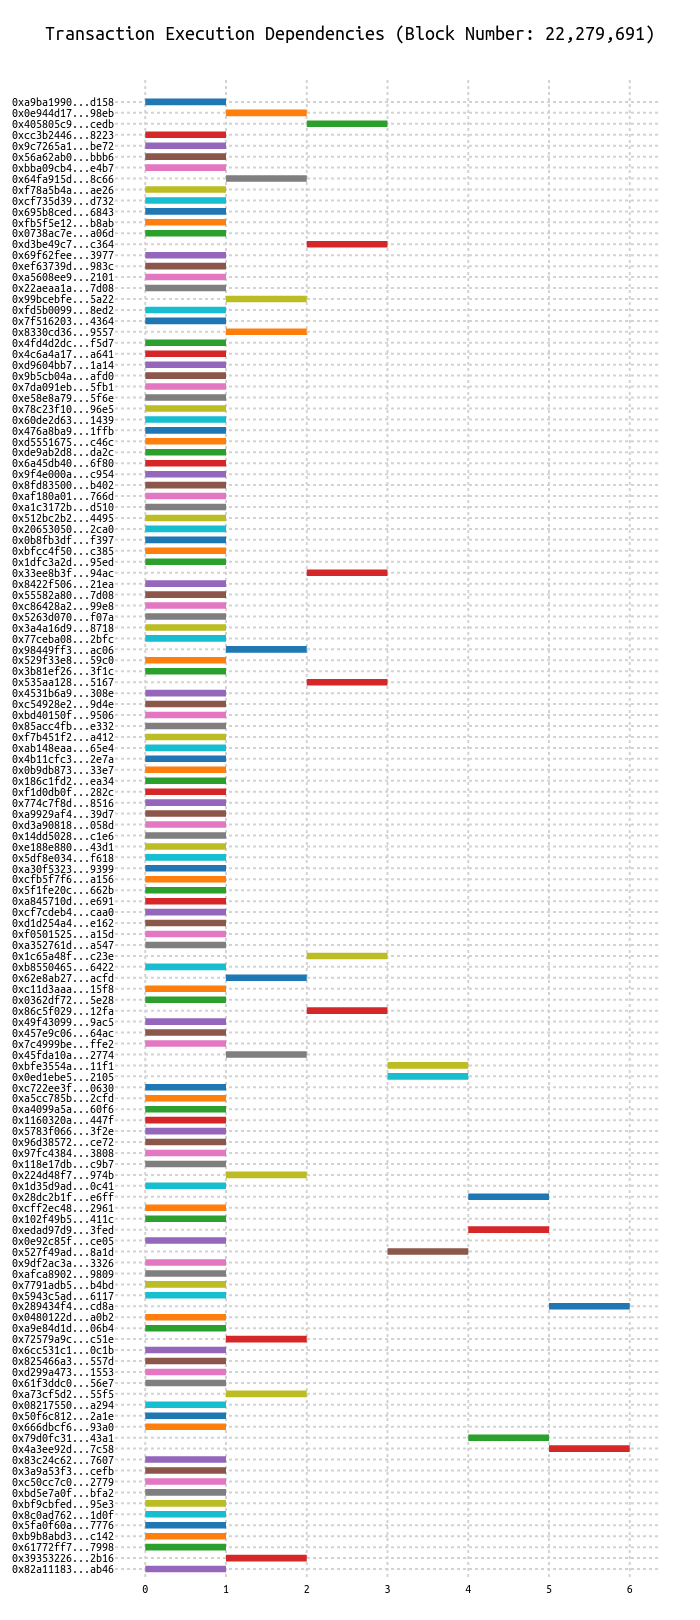 Transaction Execution Dependencies (Block Number: 22,279,691)
0xa9ba1990...d158
0x0e944d17...98eb
0x405805c9...cedb
0xcc3b2446...8223
0x9c7265a1...be72
0x56a62ab0...bbb6
0xbba09cb4...e4b7
0x64fa915d...8c66
0xf78a5b4a...ae26
0xcf735d39...d732
0x695b8ced...6843
0xfb5f5e12...b8ab
0x0738ac7e...a06d
0xd3be49c7...c364
0x69f62fee...3977
0xef63739d...983c
0xa5608ee9...2101
0x22aeaa1a...7d08
0x99bcebfe...5a22
0xfd5b0099...8ed2
0x7f516203...4364
0x8330cd36...9557
0x4fd4d2dc...f5d7
0x4c6a4a17...a641
0xd9604bb7...1a14
0x9b5cb04a...afd0
0x7da091eb...5fb1
0xe58e8a79...5f6e
0x78c23f10...96e5
0x60de2d63...1439
0x476a8ba9...1ffb
0xd5551675...c46c
0xde9ab2d8...da2c
0x6a45db40...6f80
0x9f4e000a...c954
0x8fd83500...b402
0xaf180a01...766d
0xa1c3172b...d510
0x512bc2b2...4495
0x20653050...2ca0
0x0b8fb3df...f397
0xbfcc4f50...c385
0x1dfc3a2d...95ed
0x33ee8b3f...94ac
0x8422f506...21ea
0x55582a80...7d08
0xc86428a2...99e8
0x5263d070...f07a
0x3a4a16d9...8718
0x77ceba08...2bfc
0x98449ff3...ac06
0x529f33e8...59c0
0x3b81ef26...3f1c
0x535aa128...5167
0x4531b6a9...308e
0xc54928e2...9d4e
0xbd40150f...9506
0x85acc4fb...e332
0xf7b451f2...a412
0xab148eaa...65e4
0x4b11cfc3...2e7a
0x0b9db873...33e7
0x186c1fd2...ea34
0xf1d0db0f...282c
0x774c7f8d...8516
0xa9929af4...39d7
0xd3a90818...058d
0x14dd5028...c1e6
0xe188e880...43d1
0x5df8e034...f618
0xa30f5323...9399
0xcfb5f7f6...a156
0x5f1fe20c...662b
0xa845710d...e691
0xcf7cdeb4...caa0
0xd1d254a4...e162
0xf0501525...a15d
0xa352761d...a547
0x1c65a48f...c23e
0xb8550465...6422
0x62e8ab27...acfd
0xc11d3aaa...15f8
0x0362df72...5e28
0x86c5f029...12fa
0x49f43099...9ac5
0x457e9c06...64ac
0x7c4999be...ffe2
0x45fda10a...2774
0xbfe3554a...11f1
0x0ed1ebe5...2105
0xc722ee3f...0630
0xa5cc785b...2cfd
0xa4099a5a...60f6
0x1160320a...447f
0x5783f066...3f2e
0x96d38572...ce72
0x97fc4384...3808
0x118e17db...c9b7
0x224d48f7...974b
0x1d35d9ad...0c41
0x28dc2b1f...e6ff
0xcff2ec48...2961
0x102f49b5...411c
0xedad97d9...3fed
0x0e92c85f...ce05
0x527f49ad...8a1d
0x9df2ac3a...3326
0xafca8902...9809
0x7791adb5...b4bd
0x5943c5ad...6117
0x289434f4...cd8a
0x0480122d...a0b2
0xa9e84d1d...06b4
0x72579a9c...c51e
0x6cc531c1...0c1b
0x825466a3...557d
0xd299a473...1553
0x61f3ddc0...56e7
0xa73cf5d2...55f5
0x08217550...a294
0x50f6c812...2a1e
0x666dbcf6...93a0
0x79d0fc31...43a1
0x4a3ee92d...7c58
0x83c24c62...7607
0x3a9a53f3...cefb
0xc50cc7c0...2779
0xbd5e7a0f...bfa2
0xbf9cbfed...95e3
0x8c0ad762...1d0f
0x5fa0f60a...7776
0xb9b8abd3...c142
0x61772ff7...7998
0x39353226...2b16
0x82a11183...ab46
0 1 2 3 4 5 6